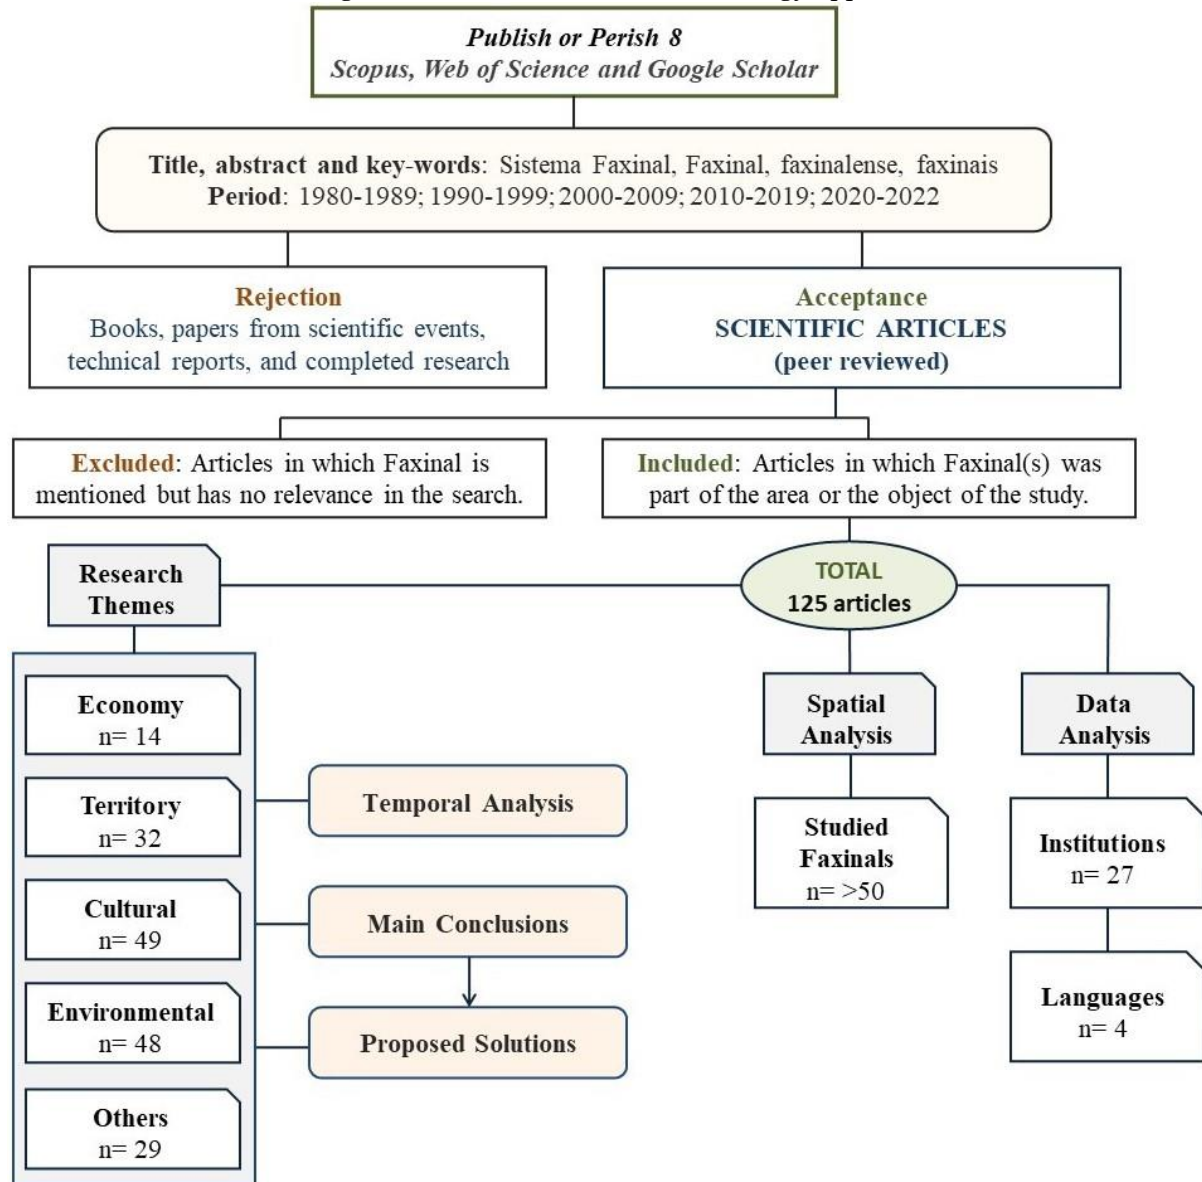 Publish or Perish 8
Scopus, Web of Science and Google Scholar
Title, abstract and key-words: Sistema Faxinal, Faxinal, faxinalense, faxinais
Period: 1980-1989; 1990-1999; 2000-2009; 2010-2019; 2020-2022
Rejection
Books, papers from scientific events,
technical reports, and completed research
Acceptance
SCIENTIFIC ARTICLES
(peer reviewed)
Excluded: Articles in which Faxinal is
mentioned but has no relevance in the search.
Included: Articles in which Faxinal(s) was
part of the area or the object of the study.
TOTAL
125 articles
Research
Themes
Economy
n= 14
Territory
n= 32
Cultural
n= 49
Environmental
n= 48
Others
n= 29
Temporal Analysis
Main Conclusions
Proposed Solutions
Spatial
Analysis
Studied
Faxinals
n= >50
Data
Analysis
Institutions
n= 27
Languages
n= 4